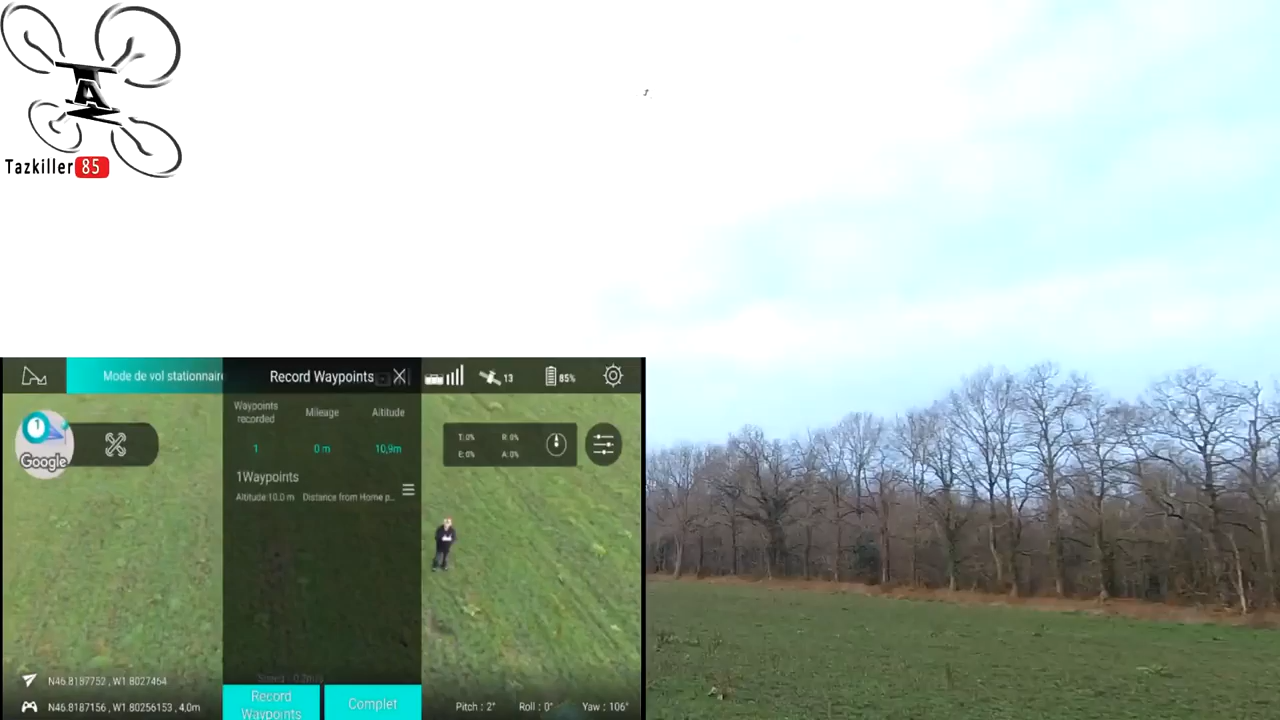 A
Tazkiller 85
Mode de vol stationnair
Record Waypoints
13
85%
Waypoints recorded
Mileage
Altitude
1
0 m
10,9m
1
Google
T:0%
R:0%
E:0%
A:0%
1Waypoints
Altitude:10.0 m
Distance from Home p...
N46.8187752 , W1.8027464
N46.8187156 , W1.80256153 , 4,0m
Record
Waypoints
Complet
Pitch : 2°
Roll : 0°
Yaw : 106°